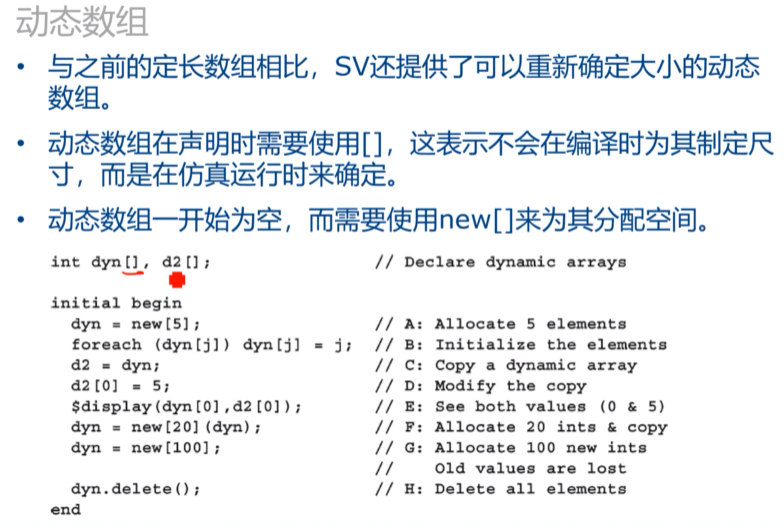 动态数组
• 与之前的定长数组相比，SV还提供了可以重新确定大小的动态
数组。
• 动态数组在声明时需要使用[]，这表示不会在编译时为其制定尺
寸，而是在仿真运行时来确定。
• 动态数组一开始为空，而需要使用new[]来为其分配空间。
int dyn[], d2[]; // Declare dynamic arrays
initial begin
dyn = new[5]; // A: Allocate 5 elements
foreach (dyn[j]) dyn[j] = j; // B: Initialize the elements
d2 = dyn; // C: Copy a dynamic array
d2[0] = 5; // D: Modify the copy
$display(dyn[0],d2[0]); // E: See both values (0 & 5)
dyn = new[20](dyn); // F: Allocate 20 ints & copy
dyn = new[100]; // G: Allocate 100 new ints
// Old values are lost
dyn.delete(); // H: Delete all elements
end